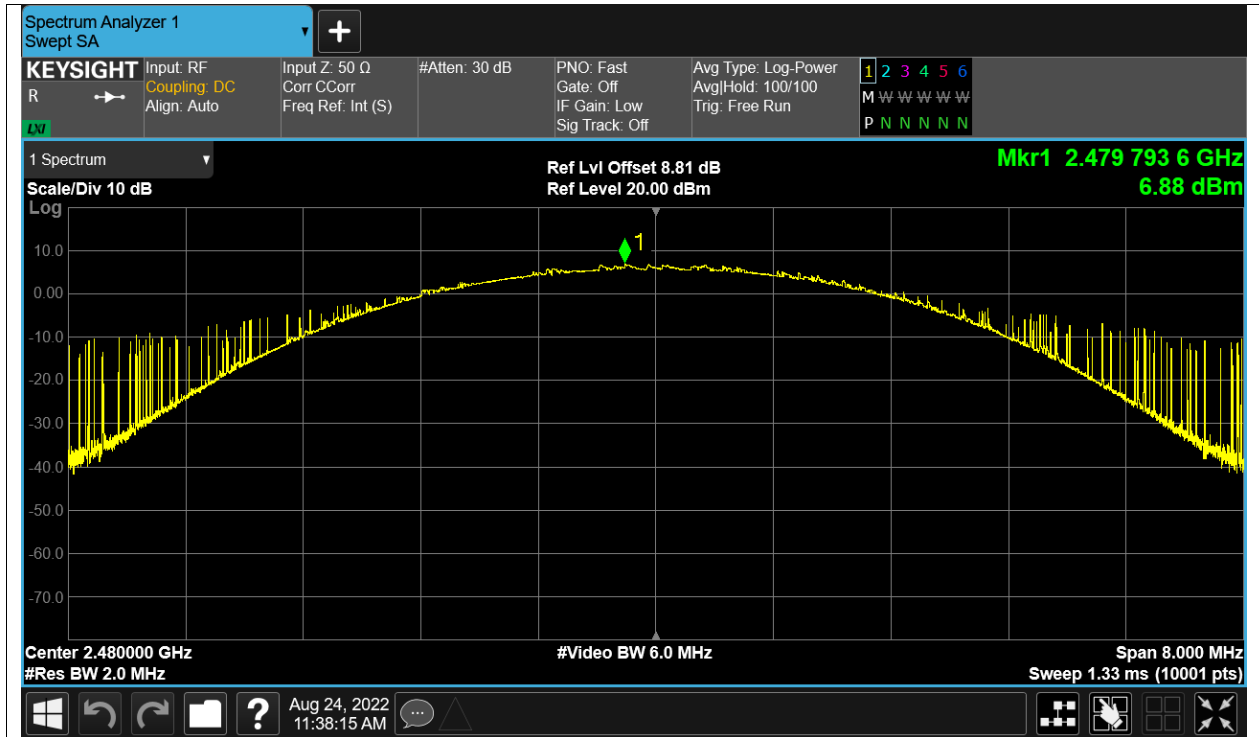 Spectrum Analyzer 1
Swept SA
KEYSIGHT
R
LXI
Input: RF
Coupling: DC
Align: Auto
Input Z: 50 Ω
Corr CCorr
Freq Ref: Int (S)
#Atten: 30 dB
PNO: Fast
Gate: Off
IF Gain: Low
Sig Track: Off
Avg Type: Log-Power
Avg|Hold: 100/100
Trig: Free Run
1 2 3 4 5 6
M W W W W W W
P N N N N N N
1 Spectrum
Scale/Div 10 dB
Log
Ref Lvl Offset 8.81 dB
Ref Level 20.00 dBm
Mkr1 2.479 793 6 GHz
6.88 dBm
1
10.0
0.00
-10.0
-20.0
-30.0
-40.0
-50.0
-60.0
-70.0
Center 2.480000 GHz
#Res BW 2.0 MHz
#Video BW 6.0 MHz
Span 8.000 MHz
Sweep 1.33 ms (10001 pts)
?
Aug 24, 2022
11:38:15 AM